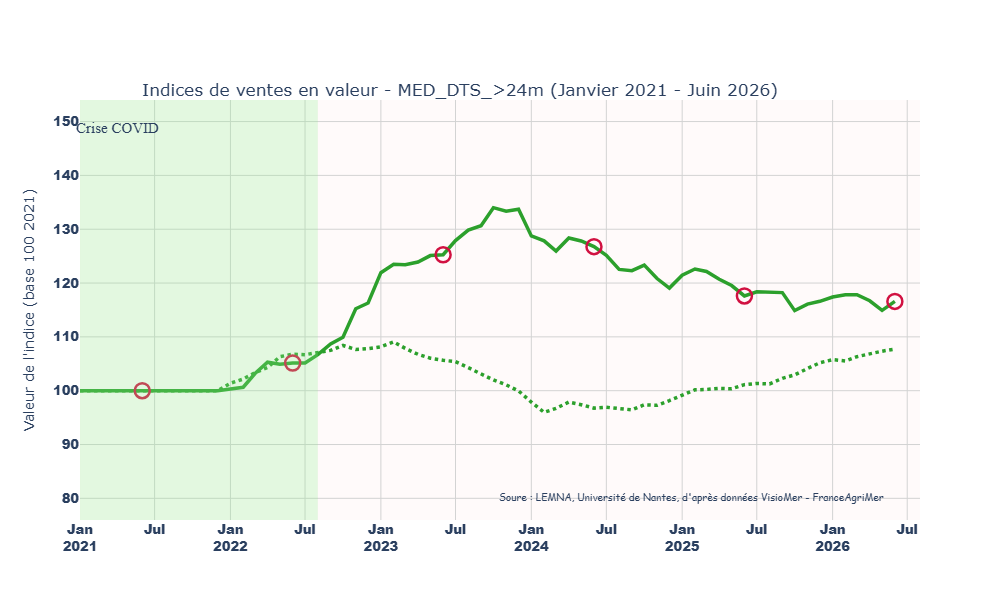 Indices de ventes en valeur - MED_DTS_>24m (Janvier 2021 - Juin 2026)
Valeur de l'indice (base 100 2021)
150
Crise COVID
140
130
120
110
100
90
80
Soure : LEMNA, Université de Nantes, d'après données VisioMer - FranceAgriMer
Jan Jul Jan Jul Jan Jul Jan Jul Jan Jul Jan Jul
2021 2022 2023 2024 2025 2026